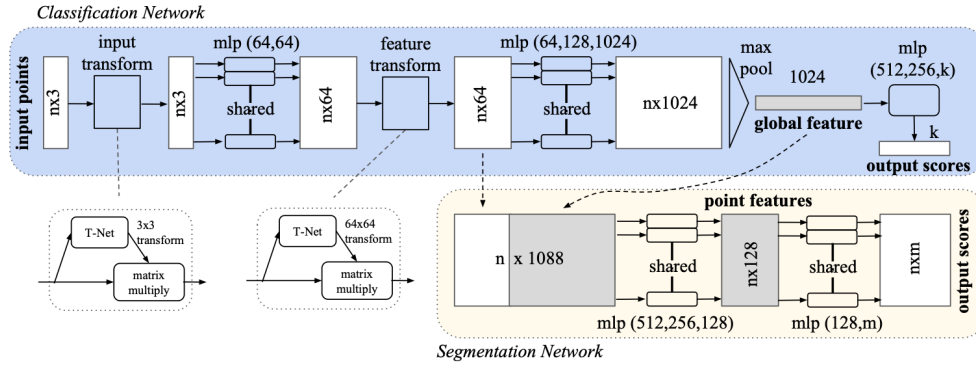 Classification Network
input points
nx3
input
transform
nx3
mlp (64,64)
shared
nx64
feature
transform
nx64
mlp (64,128,1024)
shared
nx1024
max
pool
1024
global feature
mlp
(512,256,k)
k
output scores
T-Net
3x3
transform
matrix
multiply
T-Net
64x64
transform
matrix
multiply
point features
n x 1088
shared
mlp (512,256,128)
nx128
shared
mlp (128,m)
nxm
output scores
Segmentation Network